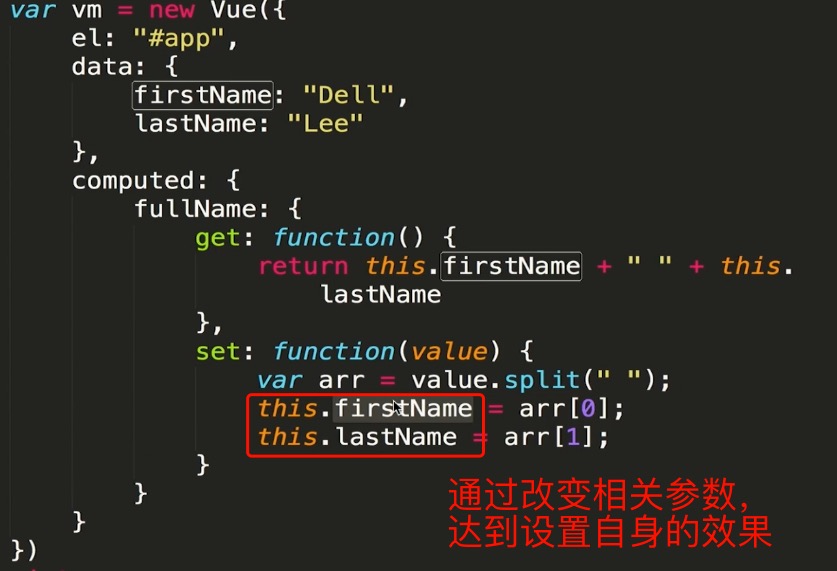 var vm = new Vue({
el: "#app",
data: {
firstName: "Dell",
lastName: "Lee"
},
computed: {
fullName: {
get: function() {
return this.firstName + " " + this.
lastName
},
set: function(value) {
var arr = value.split(" ");
this.firstName = arr[0];
this.lastName = arr[1];
}
}
}
})
通过改变相关参数，
达到设置自身的效果